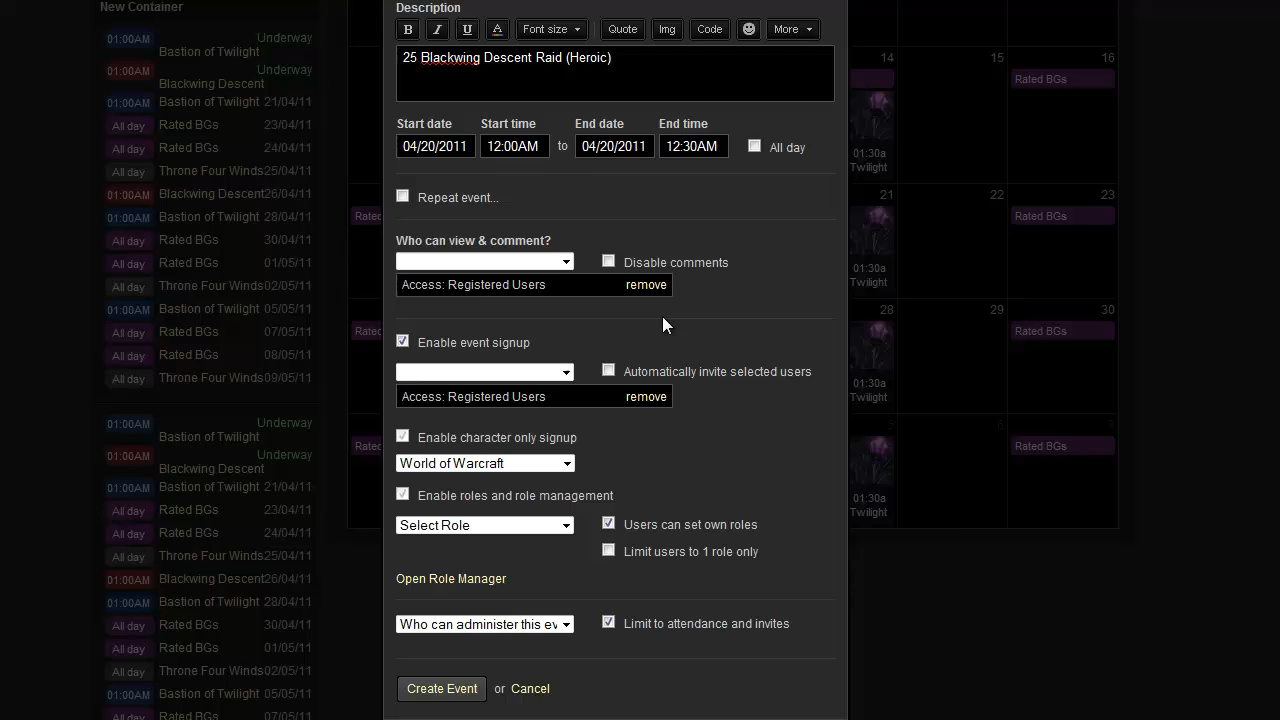 New Container
01:00AM Bastion of Twilight Underway
01:00AM Blackwing Descent Underway
01:00AM Bastion of Twilight 21/04/11
All day Rated BGs 23/04/11
All day Rated BGs 24/04/11
All day Throne Four Winds 25/04/11
01:00AM Blackwing Descent 26/04/11
01:00AM Bastion of Twilight 28/04/11
All day Rated BGs 30/04/11
All day Rated BGs 01/05/11
All day Throne Four Winds 02/05/11
01:00AM Bastion of Twilight 05/05/11
All day Rated BGs 07/05/11
All day Rated BGs 08/05/11
All day Throne Four Winds 09/05/11
01:00AM Bastion of Twilight Underway
01:00AM Blackwing Descent Underway
01:00AM Bastion of Twilight 21/04/11
All day Rated BGs 23/04/11
All day Rated BGs 24/04/11
All day Throne Four Winds 25/04/11
01:00AM Blackwing Descent 26/04/11
01:00AM Bastion of Twilight 28/04/11
All day Rated BGs 30/04/11
All day Rated BGs 01/05/11
All day Throne Four Winds 02/05/11
01:00AM Bastion of Twilight 05/05/11
All day Rated BGs 07/05/11
Description
B I U A Font size Quote Img Code More
25 Blackwing Descent Raid (Heroic)
Start date Start time End date End time
04/20/2011 12:00AM to 04/20/2011 12:30AM All day
Repeat event...
Who can view & comment?
Disable comments
Access: Registered Users remove
Enable event signup
Automatically invite selected users
Access: Registered Users remove
Enable character only signup
World of Warcraft
Enable roles and role management
Select Role Users can set own roles
Limit users to 1 role only
Open Role Manager
Who can administer this ev Limit to attendance and invites
Create Event or Cancel
14 15 16
Rated BGs
01:30a
Twilight
21 22 23
Rated Rated BGs
01:30a
Twilight
28 29 30
Rated Rated BGs
01:30a
Twilight
5 6 7
Rated Rated BGs
01:30a
Twilight